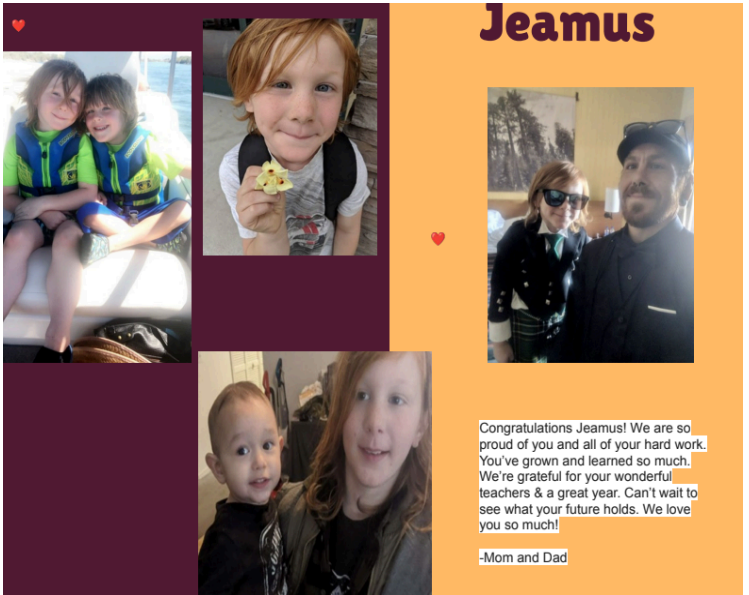 Jeamus
Congratulations Jeamus! We are so
proud of you and all of your hard work.
You've grown and learned so much.
We're grateful for your wonderful
teachers & a great year. Can't wait to
see what your future holds. We love
you so much!
-Mom and Dad